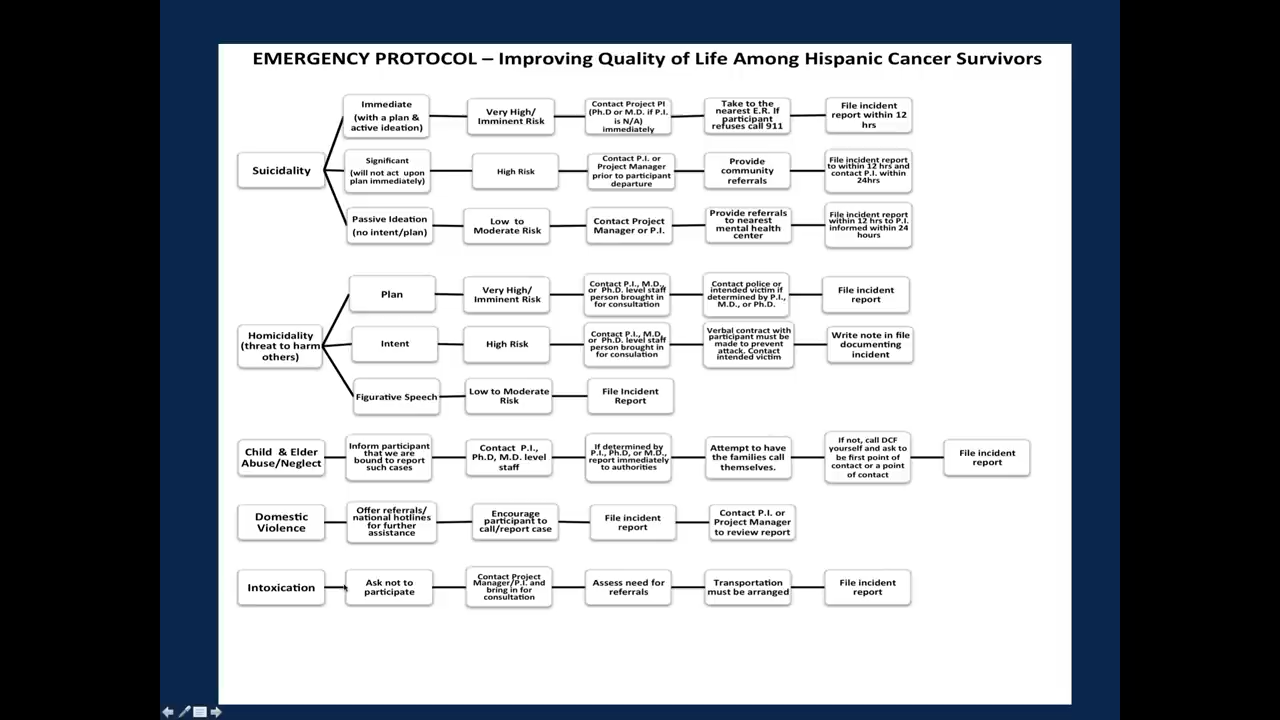 EMERGENCY PROTOCOL – Improving Quality of Life Among Hispanic Cancer Survivors
Suicidality
Immediate
(with a plan &
active ideation)
Very High/
Imminent Risk
Contact Project PI
(Ph.D or M.D. if P.I.
is N/A)
immediately
Take to the
nearest E.R. If
participant
refuses call 911
File incident
report within 12
hrs
Significant
(will not act upon
plan immediately)
High Risk
Contact P.I. or
Project Manager
prior to participant
departure
Provide
community
referrals
File incident report
to within 12 hrs and
contact P.I. within
24hrs
Passive Ideation
(no intent/plan)
Low to
Moderate Risk
Contact Project
Manager or P.I.
Provide referrals
to nearest
mental health
center
File incident report
within 12 hrs to P.I.
informed within 24
hours
Homicidality
(threat to harm
others)
Plan
Very High/
Imminent Risk
Contact P.I., M.D.,
or Ph.D. level staff
person brought in
for consultation
Contact police or
intended victim if
determined by P.I.,
M.D., or Ph.D.
File incident
report
Intent
High Risk
Contact P.I., M.D,
or Ph.D. level staff
person brought in
for consulation
Verbal contract with
participant must be
made to prevent
attack. Contact
intended victim
Write note in file
documenting
incident
Figurative Speech
Low to Moderate
Risk
File Incident
Report
Child & Elder
Abuse/Neglect
Inform participant
that we are
bound to report
such cases
Contact P.I.,
Ph.D, M.D. level
staff
If determined by
P.I., Ph.D, or M.D.,
report immediately
to authorities
Attempt to have
the families call
themselves.
If not, call DCF
yourself and ask to
be first point of
contact or a point
of contact
File incident
report
Domestic
Violence
Offer referrals/
national hotlines
for further
assistance
Encourage
participant to
call/report case
File incident
report
Contact P.I. or
Project Manager
to review report
Intoxication
Ask not to
participate
Contact Project
Manager/P.I. and
bring in for
consultation
Assess need for
referrals
Transportation
must be arranged
File incident
report